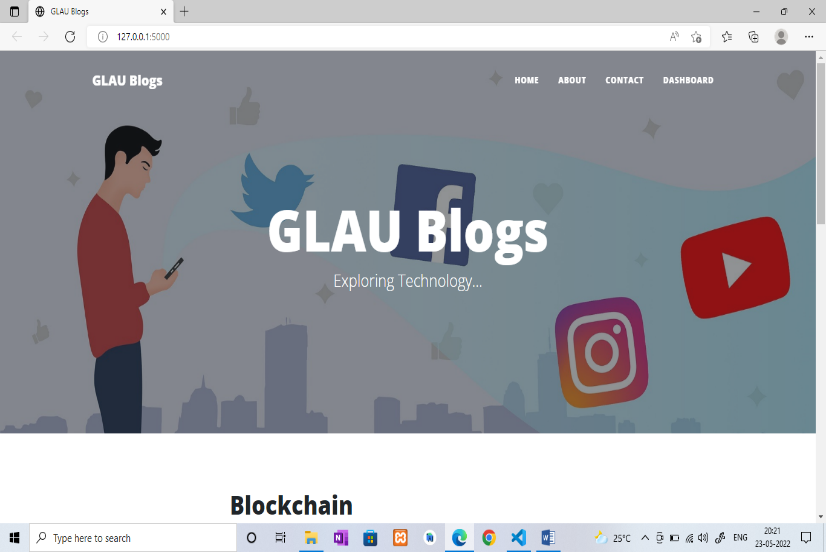 GLAU Blogs
127.0.0.1:5000
GLAU Blogs
HOME ABOUT CONTACT DASHBOARD
GLAU Blogs
Exploring Technology...
Blockchain
Type here to search
25°C
ENG
20:21
23-05-2022